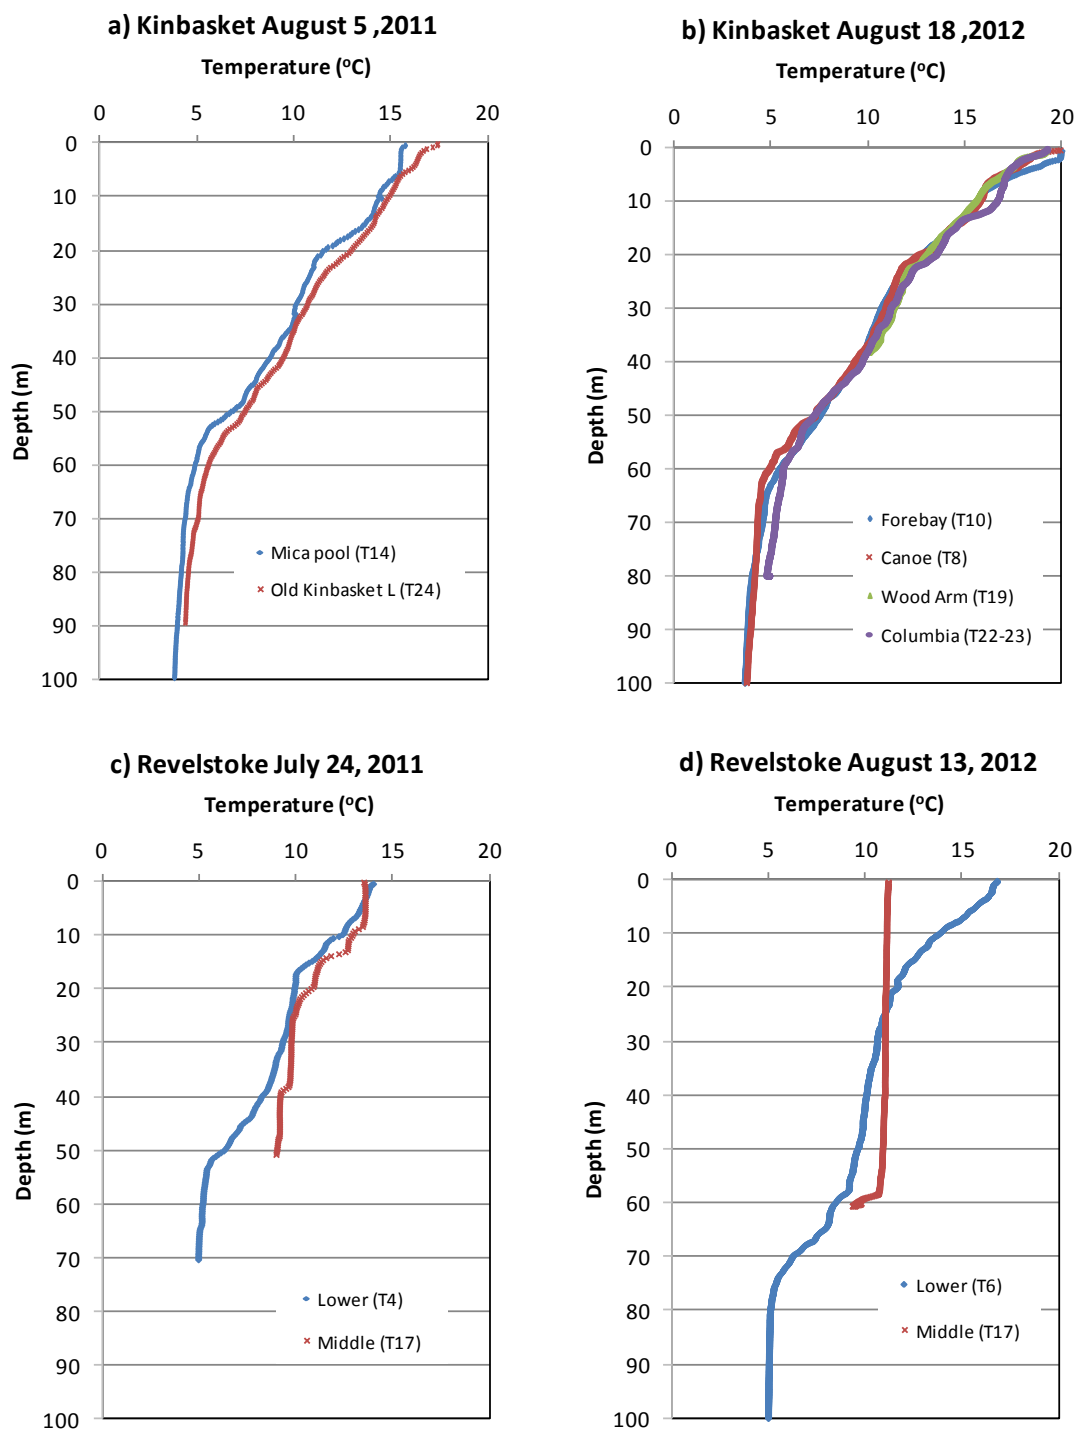 a) Kinbasket August 5 ,2011
Temperature (°C)
0 5 10 15 20
0
10
20
30
40
50
60
70
80
90
100
Depth (m)
Mica pool (T14)
Old Kinbasket L (T24)
b) Kinbasket August 18 ,2012
Temperature (°C)
0 5 10 15 20
0
10
20
30
40
50
60
70
80
90
100
Depth (m)
Forebay (T10)
Canoe (T8)
Wood Arm (T19)
Columbia (T22-23)
c) Revelstoke July 24, 2011
Temperature (°C)
0 5 10 15 20
0
10
20
30
40
50
60
70
80
90
100
Depth (m)
Lower (T4)
Middle (T17)
d) Revelstoke August 13, 2012
Temperature (°C)
0 5 10 15 20
0
10
20
30
40
50
60
70
80
90
100
Depth (m)
Lower (T6)
Middle (T17)